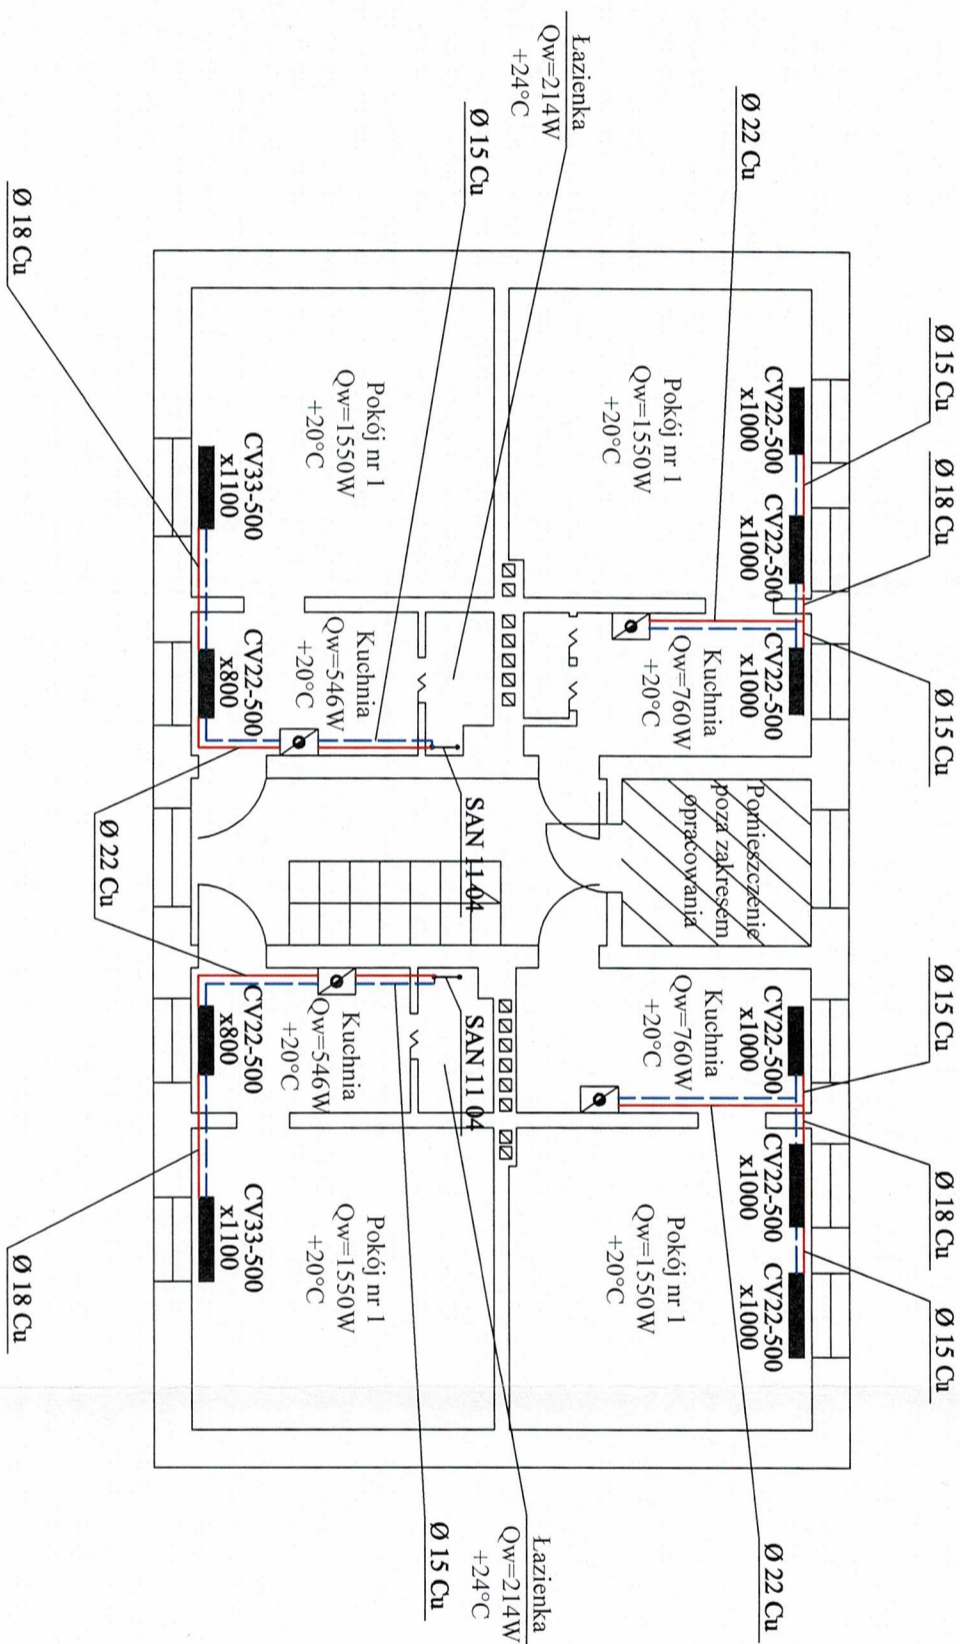 Ø 15 Cu
Ø 18 Cu
Ø 15 Cu
Ø 15 Cu
Ø 18 Cu
Ø 15 Cu
Ø 22 Cu
Ø 22 Cu
CV22-500
x1000
CV22-500
x1000
CV22-500
x1000
CV22-500
x1000
CV22-500
x1000
CV22-500
x1000
Pomieszczenie
poza zakresem
opracowania
Pokój nr 1
Qw=1550W
+20°C
Kuchnia
Qw=760W
+20°C
Kuchnia
Qw=760W
+20°C
Pokój nr 1
Qw=1550W
+20°C
Łazienka
Qw=214W
+24°C
Łazienka
Qw=214W
+24°C
Ø 15 Cu
SAN 11 04
SAN 11 04
Ø 15 Cu
Pokój nr 1
Qw=1550W
+20°C
Kuchnia
Qw=546W
+20°C
Kuchnia
Qw=546W
+20°C
Pokój nr 1
Qw=1550W
+20°C
CV33-500
x1100
CV22-500
x800
CV22-500
x800
CV33-500
x1100
Ø 22 Cu
Ø 18 Cu
Ø 18 Cu